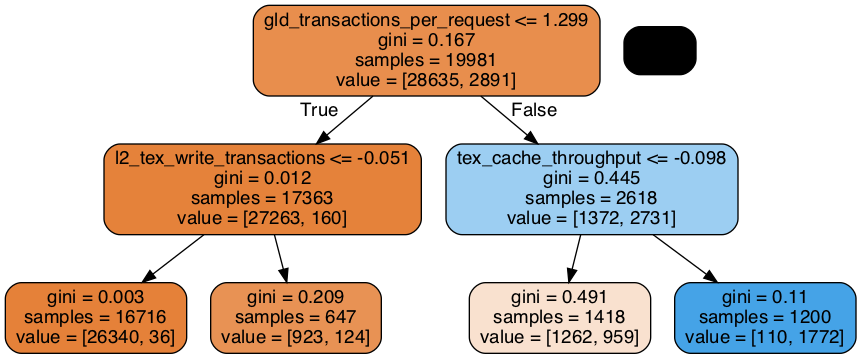 gld_transactions_per_request <= 1.299
gini = 0.167
samples = 19981
value = [28635, 2891]
True
False
l2_tex_write_transactions <= -0.051
gini = 0.012
samples = 17363
value = [27263, 160]
tex_cache_throughput <= -0.098
gini = 0.445
samples = 2618
value = [1372, 2731]
gini = 0.003
samples = 16716
value = [26340, 36]
gini = 0.209
samples = 647
value = [923, 124]
gini = 0.491
samples = 1418
value = [1262, 959]
gini = 0.11
samples = 1200
value = [110, 1772]